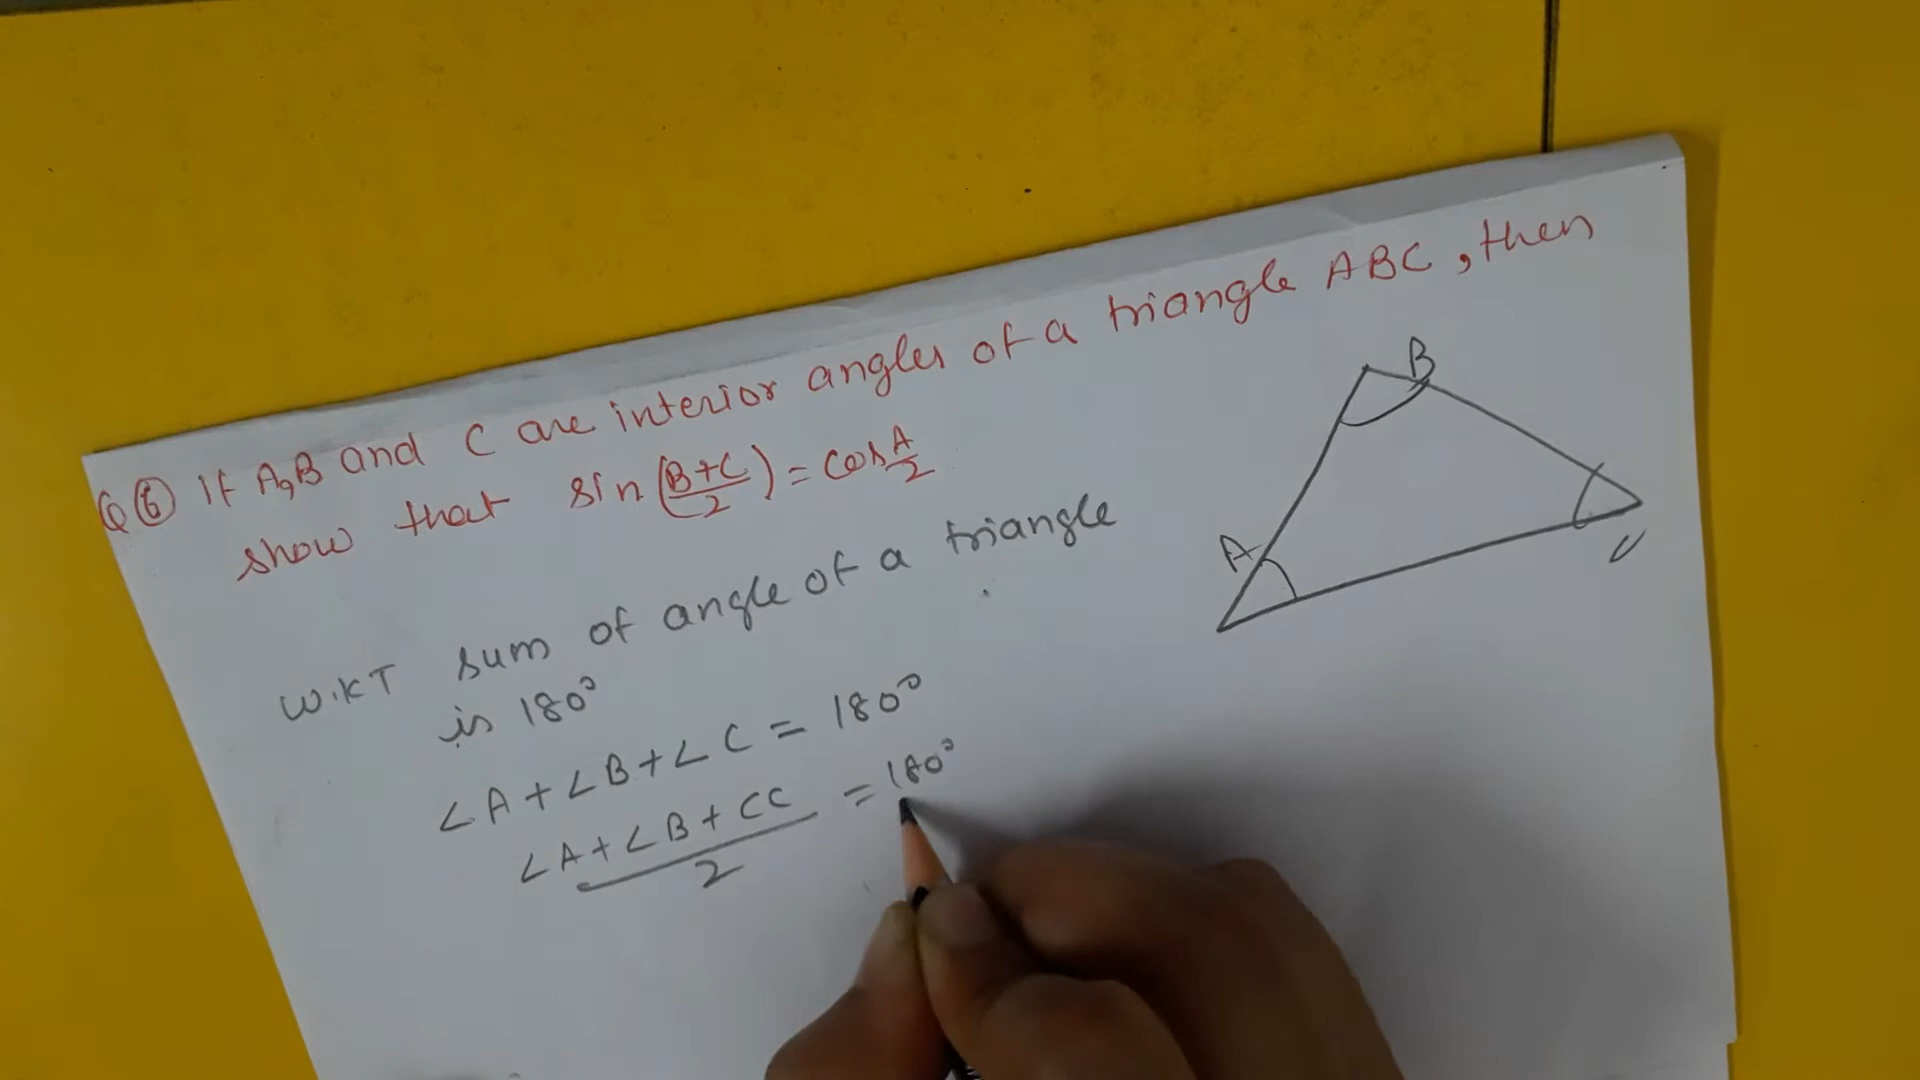 Q⑥ if A,B and C are interior angles of a triangle ABC, then
show that sin(B+C/2) = cos A/2
W.K.T sum of angle of a triangle
is 180°
∠A+∠B+∠C = 180°
∠A+∠B+∠C/2 = 180°
B
A
C